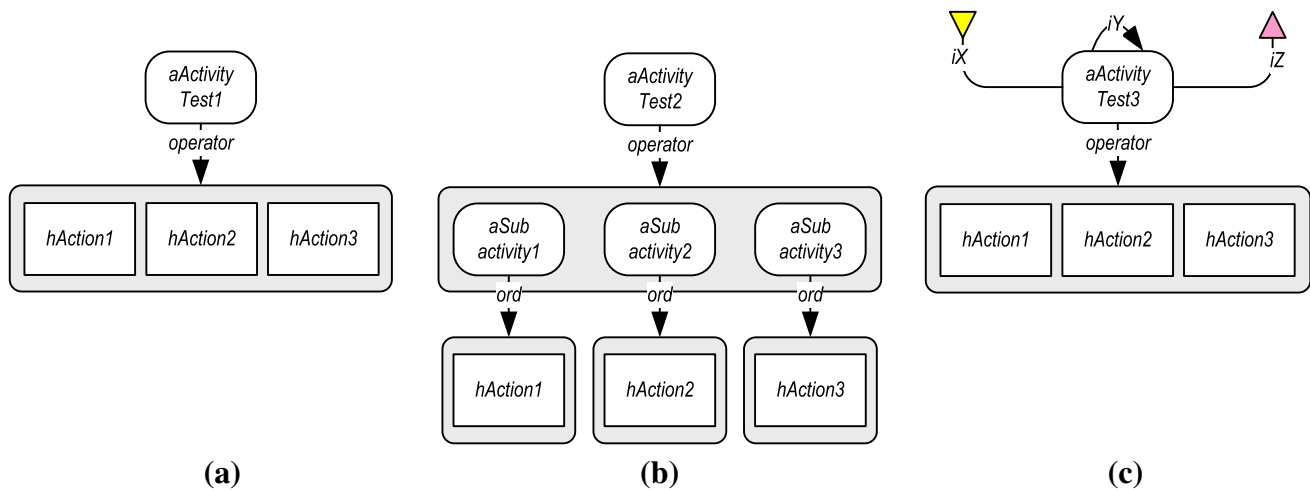 aActivity
Test1
operator
hAction1 hAction2 hAction3
(a)
aActivity
Test2
operator
aSub
activity1
aSub
activity2
aSub
activity3
ord ord ord
hAction1 hAction2 hAction3
(b)
iX
iY
iZ
aActivity
Test3
operator
hAction1 hAction2 hAction3
(c)